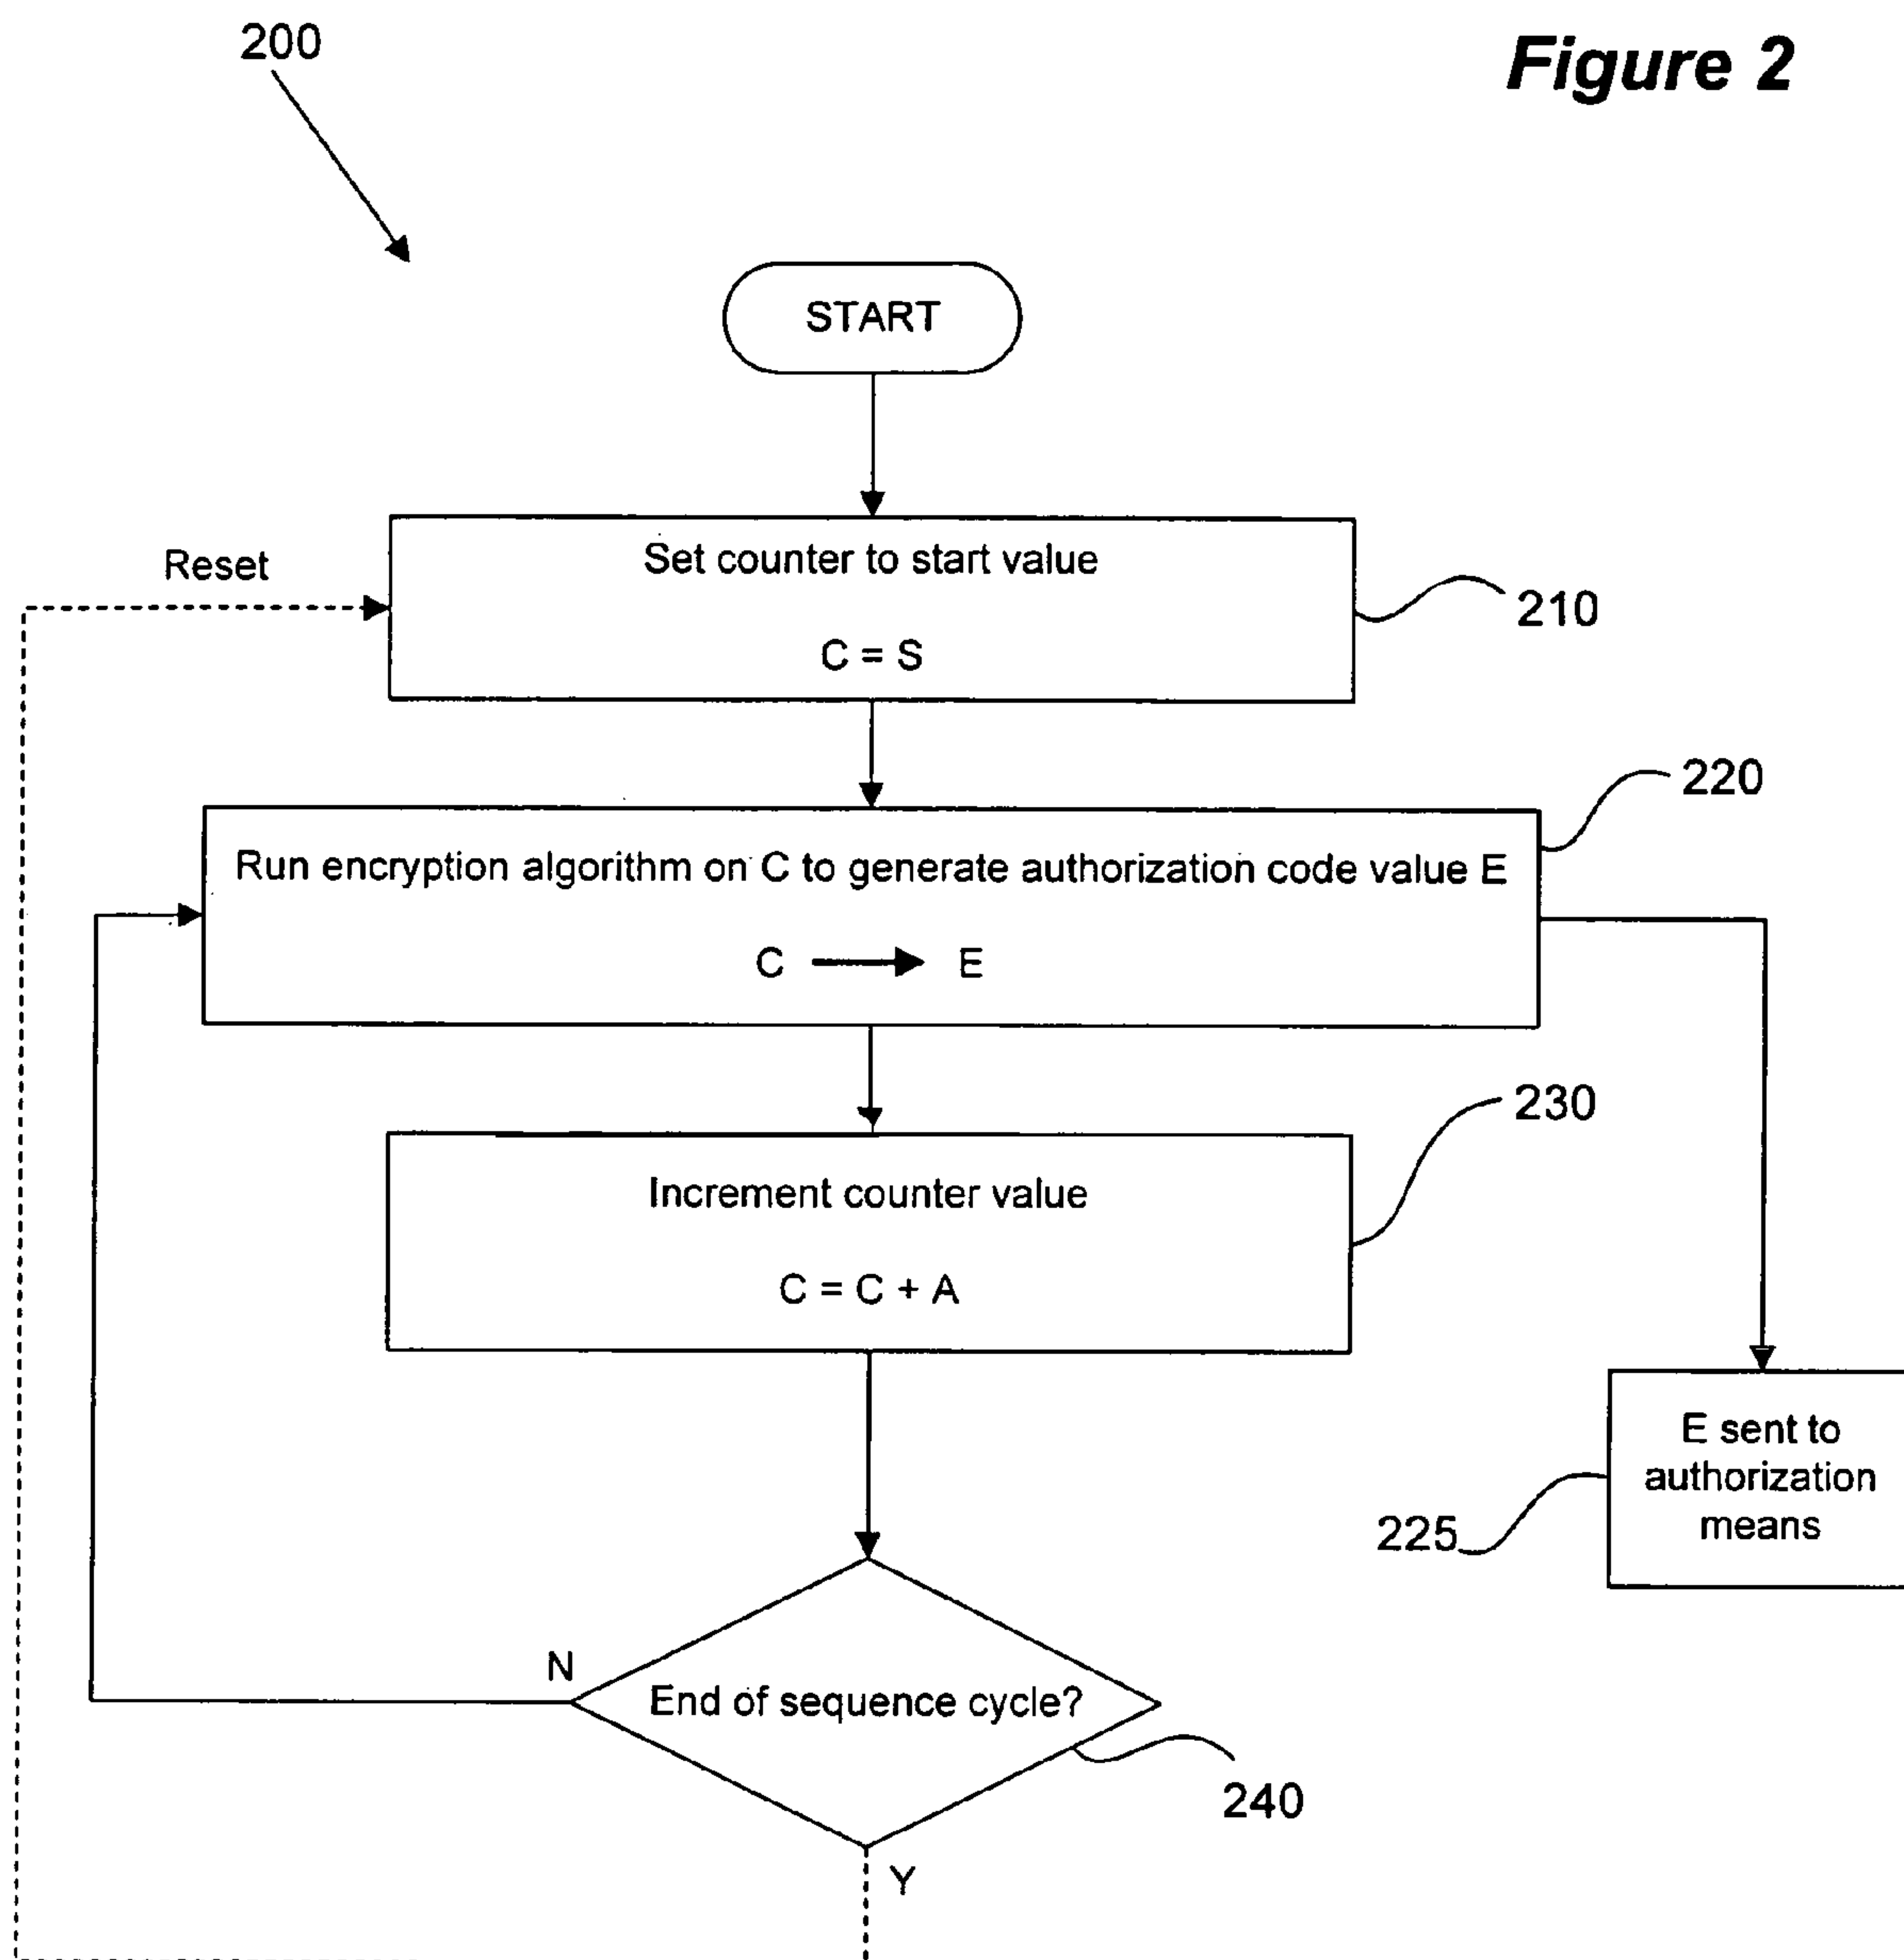 200
Figure 2
START
Reset
Set counter to start value
C = S
210
220
Run encryption algorithm on C to generate authorization code value E
C → E
230
Increment counter value
C = C + A
E sent to
authorization
means
225
N
End of sequence cycle?
240
Y